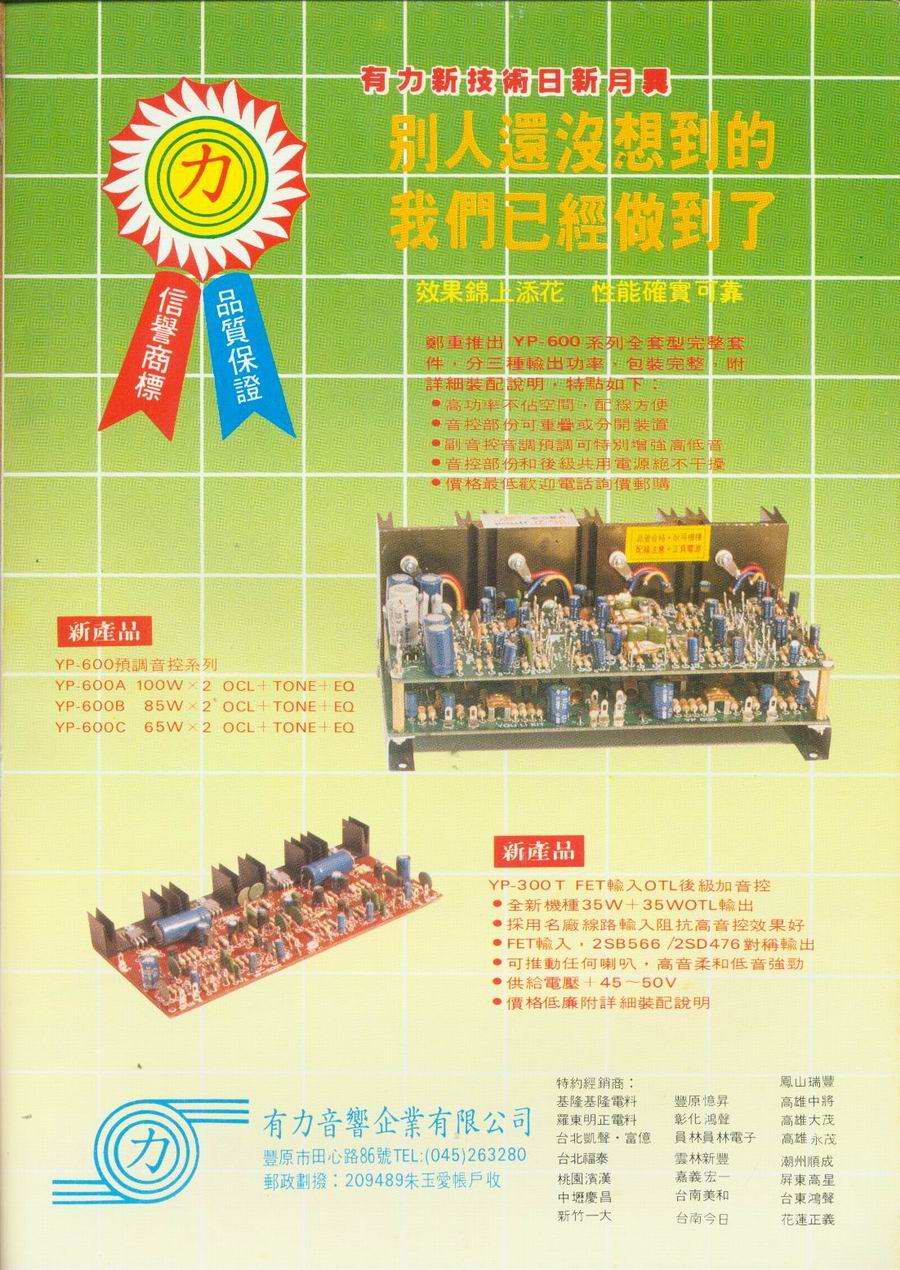 有力新技術日新月異
別人還沒想到的
我們已經做到了
效果錦上添花 性能確實可靠
力
信譽商標
品質保證
鄭重推出 YP-600 系列全套型完整套
件，分三種輸出功率、包裝完整，附
詳細裝配說明，特點如下：
●高功率不佔空間，配線方便
●音控部份可重疊或分開裝置
●副音控音調預調可特別增強高低音
●音控部份和後級共用電源絕不干擾
●價格最低歡迎電話詢價郵購
新產品
YP-600預調音控系列
YP-600A 100W×2 OCL＋TONE＋EQ
YP-600B 85W×2 OCL＋TONE＋EQ
YP-600C 65W×2 OCL＋TONE＋EQ
YP-600
新產品
YP-300T FET輸入OTL後級加音控
●全新機種35W＋35WOTL輸出
●採用名廠線路輸入阻抗高音控效果好
●FET輸入，2SB566/2SD476對稱輸出
●可推動任何喇叭，高音柔和低音強勁
●供給電壓＋45～50V
●價格低廉附詳細裝配說明
力
有力音響企業有限公司
豐原市田心路86號TEL:(045)263280
郵政劃撥：209489朱玉愛帳戶收
特約經銷商：
基隆基隆電料
羅東明正電料
台北凱聲・富億
台北福泰
桃園濱漢
中壢慶昌
新竹一大
豐原憶昇
彰化鴻聲
員林員林電子
雲林新豐
嘉義宏一
台南美和
台南今日
鳳山瑞豐
高雄中將
高雄大茂
高雄永茂
潮州順成
屏東高星
台東鴻聲
花蓮正義